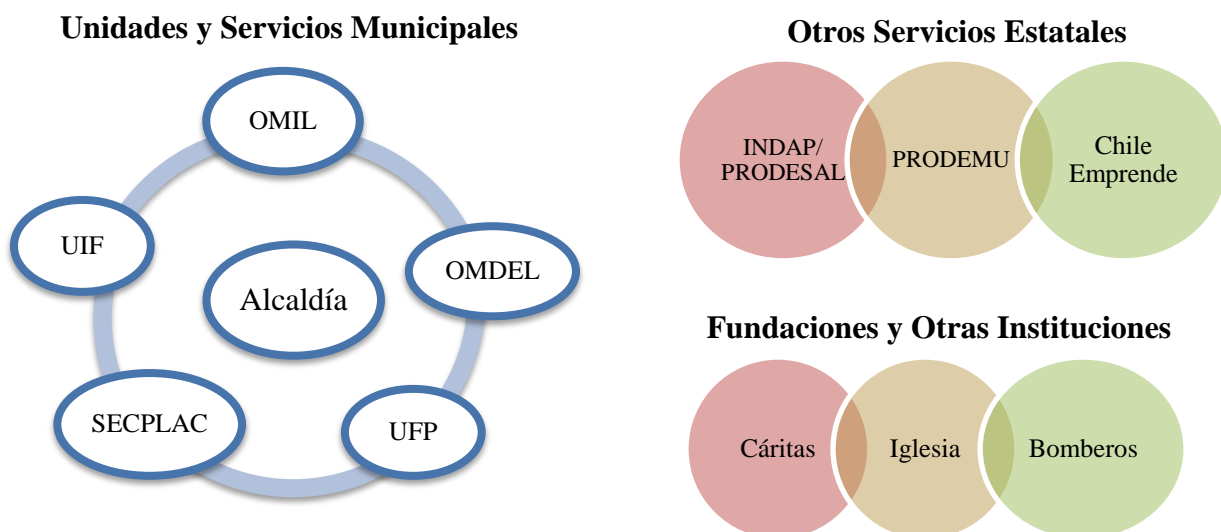 Unidades y Servicios Municipales
OMIL
UIF
OMDEL
Alcaldía
SECPLAC
UFP
Otros Servicios Estatales
INDAP/
PRODESAL
PRODEMU
Chile
Emprende
Fundaciones y Otras Instituciones
Cáritas
Iglesia
Bomberos